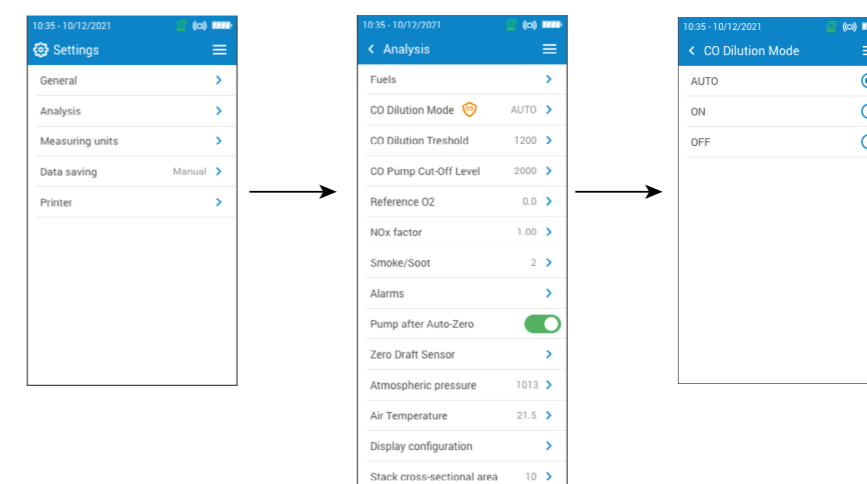 10:35 - 10/12/2021
Settings
General
Analysis
Measuring units
Data saving Manual
Printer
10:35 - 10/12/2021
Analysis
Fuels
CO Dilution Mode CO AUTO
CO Dilution Treshold 1200
CO Pump Cut-Off Level 2000
Reference O2 0.0
NOx factor 1.00
Smoke/Soot 2
Alarms
Pump after Auto-Zero
Zero Draft Sensor
Atmospheric pressure 1013
Air Temperature 21.5
Display configuration
Stack cross-sectional area 10
10:35 - 10/12/2021
CO Dilution Mode
AUTO
ON
OFF